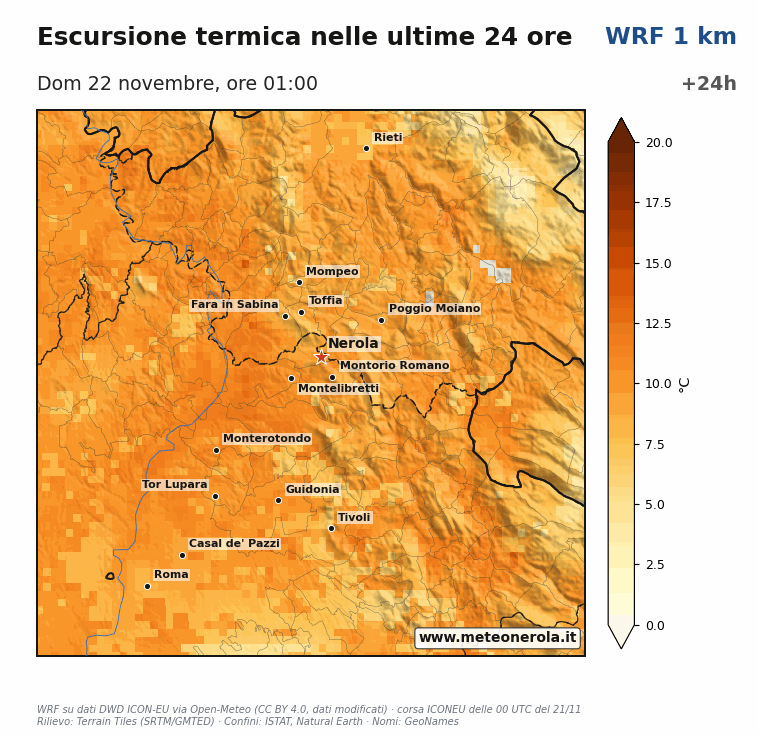 Escursione termica nelle ultime 24 ore WRF 1 km
Dom 22 novembre, ore 01:00 +24h
Rieti
Mompeo
Toffia
Fara in Sabina
Poggio Moiano
Nerola
Montorio Romano
Montelibretti
Monterotondo
Tor Lupara
Guidonia
Tivoli
Casal de' Pazzi
Roma
www.meteonerola.it
20.0
17.5
15.0
12.5
10.0
7.5
5.0
2.5
0.0
°C
WRF su dati DWD ICON-EU via Open-Meteo (CC BY 4.0, dati modificati) · corsa ICONEU delle 00 UTC del 21/11
Rilievo: Terrain Tiles (SRTM/GMTED) · Confini: ISTAT, Natural Earth · Nomi: GeoNames